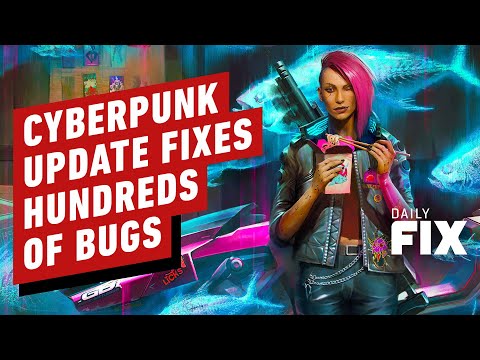 CYBERPUNK
UPDATE FIXES
HUNDREDS
OF BUGS
DAILY
FIX